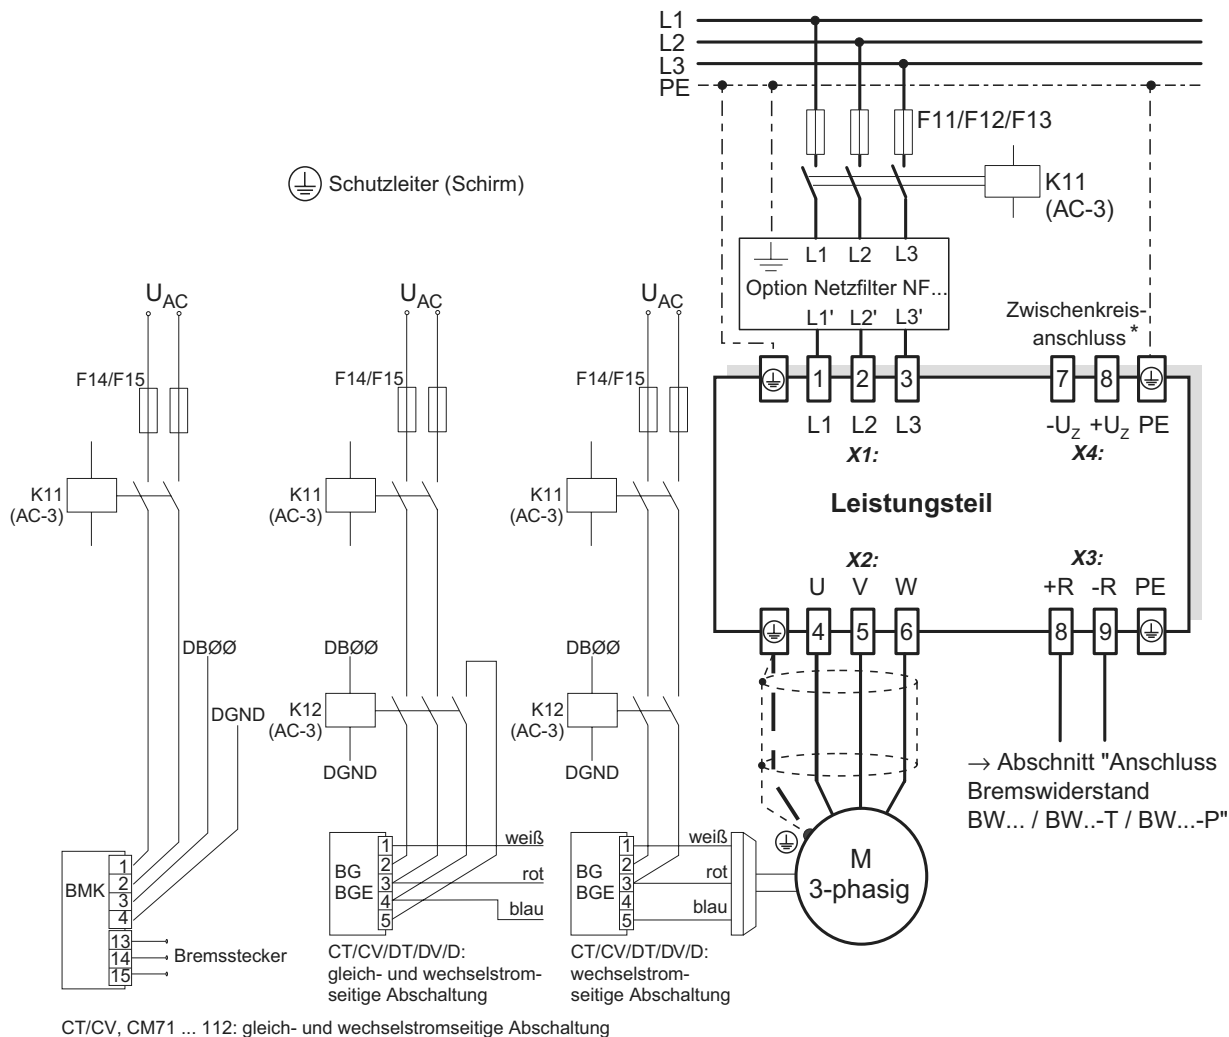 L1
L2
L3
PE
F11/F12/F13
K11
(AC-3)
Schutzleiter (Schirm)
L1 L2 L3
Option Netzfilter NF...
L1' L2' L3'
Zwischenkreis-
anschluss *
1 2 3 7 8
L1 L2 L3 -UZ +UZ PE
X1: X4:
Leistungsteil
X2: X3:
U V W +R -R PE
4 5 6 8 9
→ Abschnitt "Anschluss
Bremswiderstand
BW... / BW..-T / BW...-P"
M
3-phasig
UAC
F14/F15
K11
(AC-3)
DBØØ
DGND
BMK
1
2
3
4
13
14
15
Bremsstecker
UAC
F14/F15
K11
(AC-3)
DBØØ
K12
(AC-3)
DGND
BG
BGE
1
2
3
4
5
weiß
rot
blau
CT/CV/DT/DV/D:
gleich- und wechselstrom-
seitige Abschaltung
UAC
F14/F15
K11
(AC-3)
DBØØ
K12
(AC-3)
DGND
BG
BGE
1
2
3
4
5
weiß
rot
blau
CT/CV/DT/DV/D:
wechselstrom-
seitige Abschaltung
CT/CV, CM71 ... 112: gleich- und wechselstromseitige Abschaltung